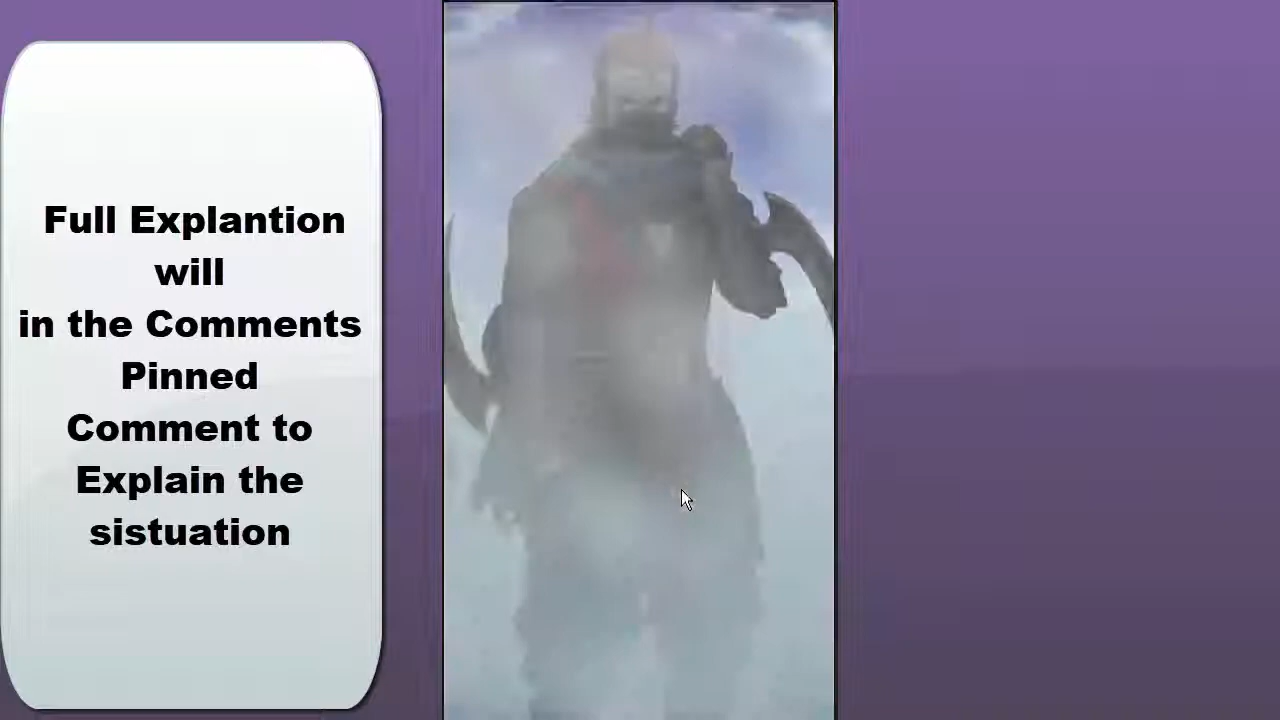 Full Explantion
will
in the Comments
Pinned
Comment to
Explain the
sistuation